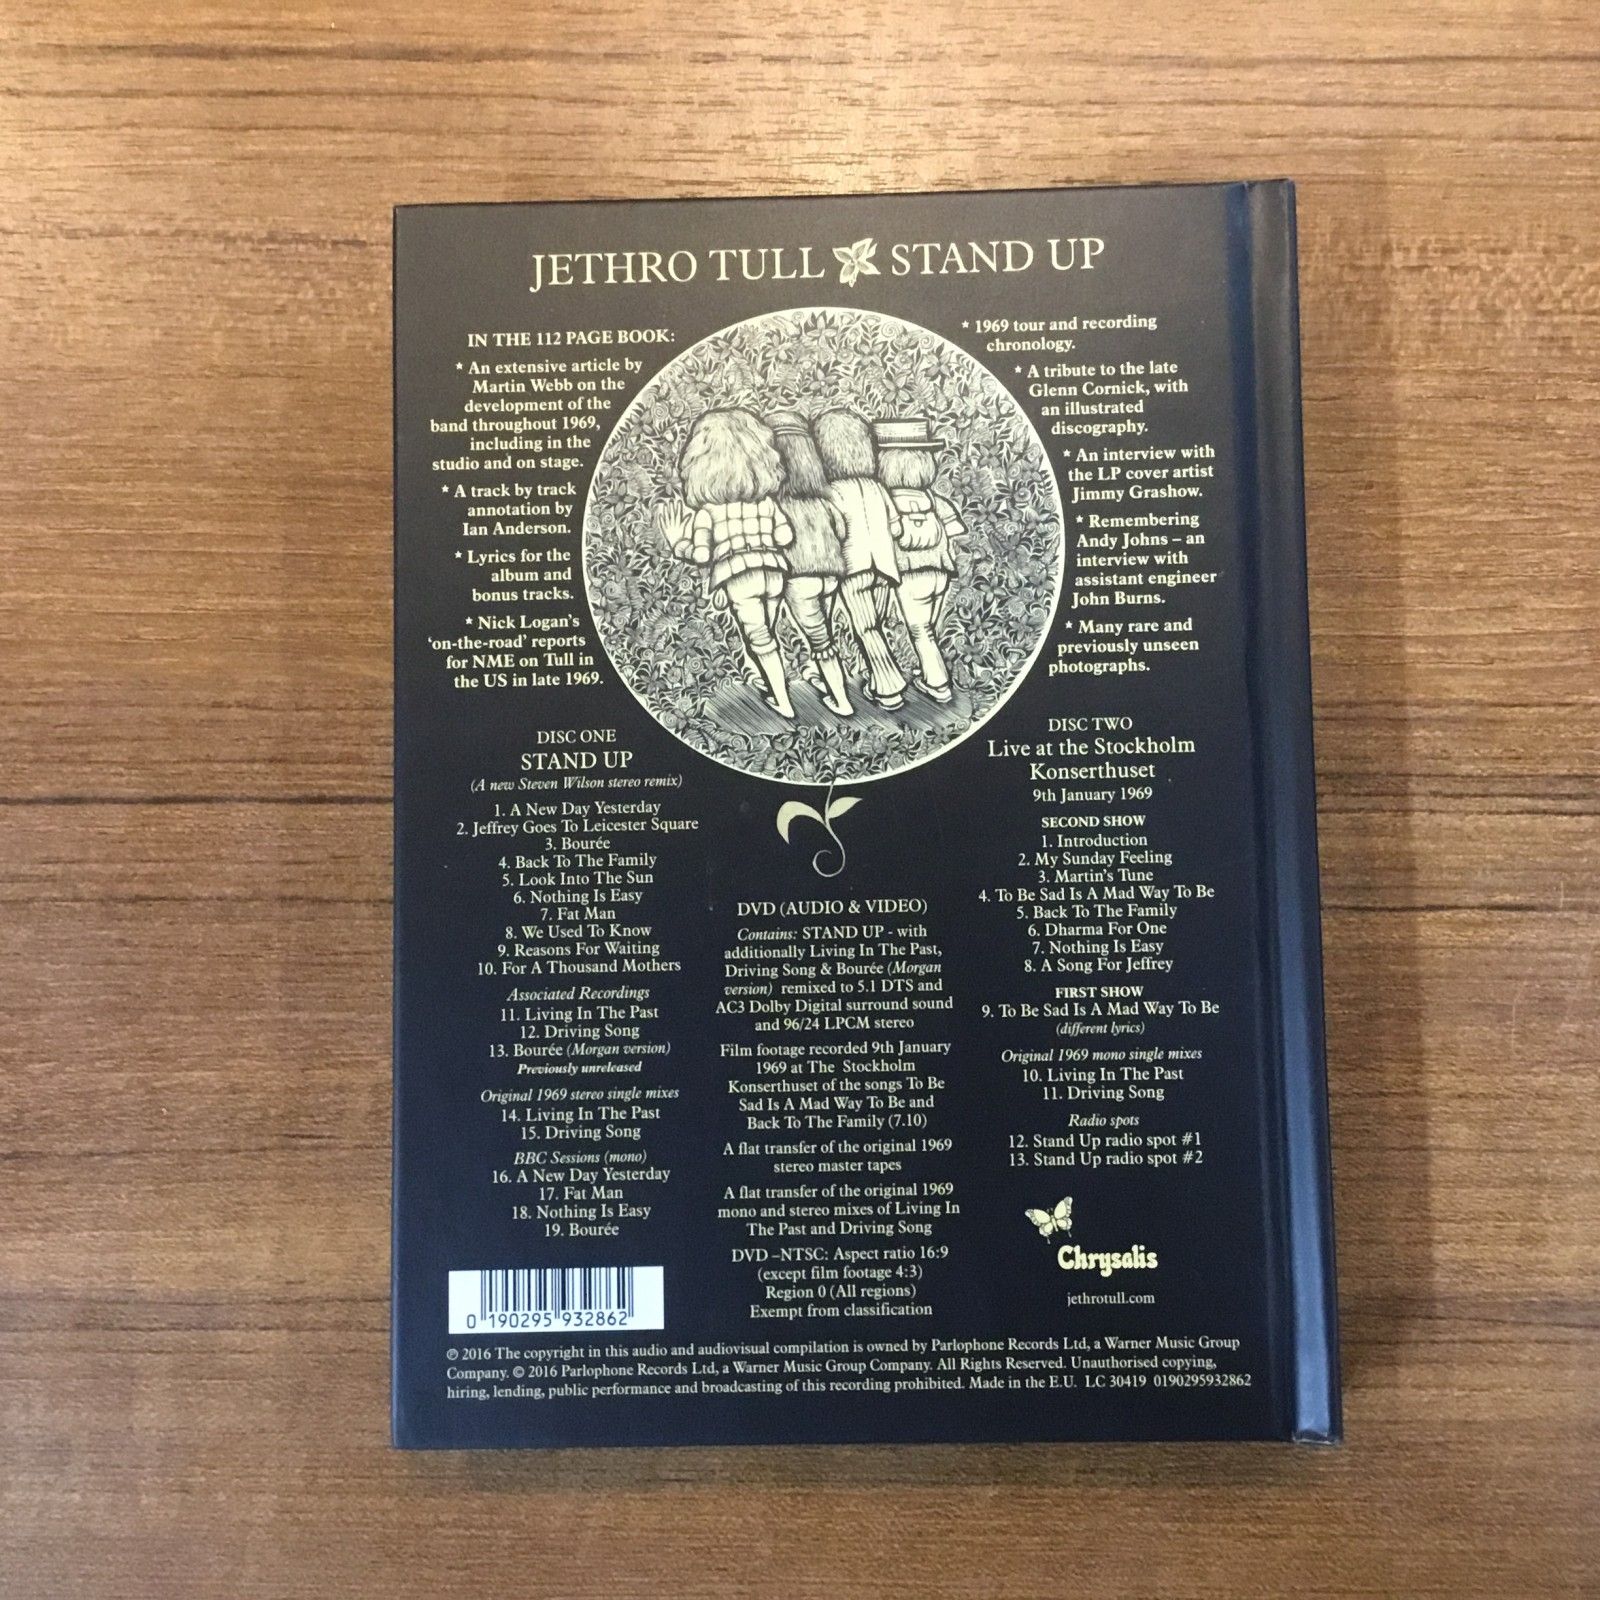 JETHRO TULL STAND UP
IN THE 112 PAGE BOOK:
* An extensive article by
Martin Webb on the
development of the
band throughout 1969,
including in the
studio and on stage.
* A track by track
annotation by
Ian Anderson.
* Lyrics for the
album and
bonus tracks.
* Nick Logan's
'on-the-road' reports
for NME on Tull in
the US in late 1969.
* 1969 tour and recording
chronology.
* A tribute to the late
Glenn Cornick, with
an illustrated
discography.
* An interview with
the LP cover artist
Jimmy Grashow.
* Remembering
Andy Johns – an
interview with
assistant engineer
John Burns.
* Many rare and
previously unseen
photographs.
DISC ONE
STAND UP
(A new Steven Wilson stereo remix)
1. A New Day Yesterday
2. Jeffrey Goes To Leicester Square
3. Bourée
4. Back To The Family
5. Look Into The Sun
6. Nothing Is Easy
7. Fat Man
8. We Used To Know
9. Reasons For Waiting
10. For A Thousand Mothers
Associated Recordings
11. Living In The Past
12. Driving Song
13. Bourée (Morgan version)
Previously unreleased
Original 1969 stereo single mixes
14. Living In The Past
15. Driving Song
BBC Sessions (mono)
16. A New Day Yesterday
17. Fat Man
18. Nothing Is Easy
19. Bourée
DVD (AUDIO & VIDEO)
Contains: STAND UP - with
additionally Living In The Past,
Driving Song & Bourée (Morgan
version) remixed to 5.1 DTS and
AC3 Dolby Digital surround sound
and 96/24 LPCM stereo
Film footage recorded 9th January
1969 at The Stockholm
Konserthuset of the songs To Be
Sad Is A Mad Way To Be and
Back To The Family (7.10)
A flat transfer of the original 1969
stereo master tapes
A flat transfer of the original 1969
mono and stereo mixes of Living In
The Past and Driving Song
DVD –NTSC: Aspect ratio 16:9
(except film footage 4:3)
Region 0 (All regions)
Exempt from classification
DISC TWO
Live at the Stockholm
Konserthuset
9th January 1969
SECOND SHOW
1. Introduction
2. My Sunday Feeling
3. Martin's Tune
4. To Be Sad Is A Mad Way To Be
5. Back To The Family
6. Dharma For One
7. Nothing Is Easy
8. A Song For Jeffrey
FIRST SHOW
9. To Be Sad Is A Mad Way To Be
(different lyrics)
Original 1969 mono single mixes
10. Living In The Past
11. Driving Song
Radio spots
12. Stand Up radio spot #1
13. Stand Up radio spot #2
Chrysalis
jethrotull.com
0 190295 932862
℗ 2016 The copyright in this audio and audiovisual compilation is owned by Parlophone Records Ltd, a Warner Music Group
Company. © 2016 Parlophone Records Ltd, a Warner Music Group Company. All Rights Reserved. Unauthorised copying,
hiring, lending, public performance and broadcasting of this recording prohibited. Made in the E.U. LC 30419 0190295932862